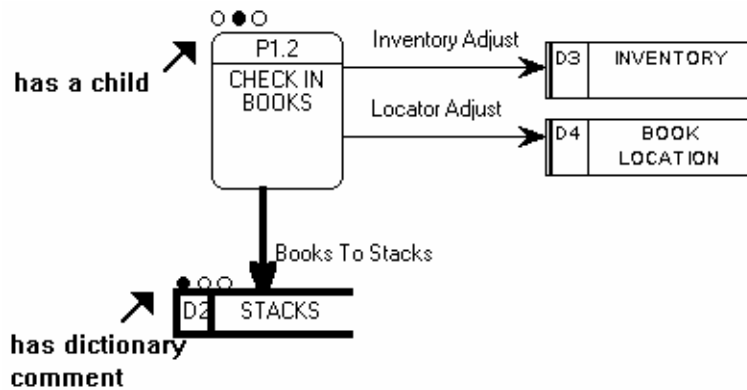 P1.2
Inventory Adjust
D3
INVENTORY
has a child
CHECK IN
BOOKS
Locator Adjust
D4
BOOK
LOCATION
Books To Stacks
D2
STACKS
has dictionary
comment